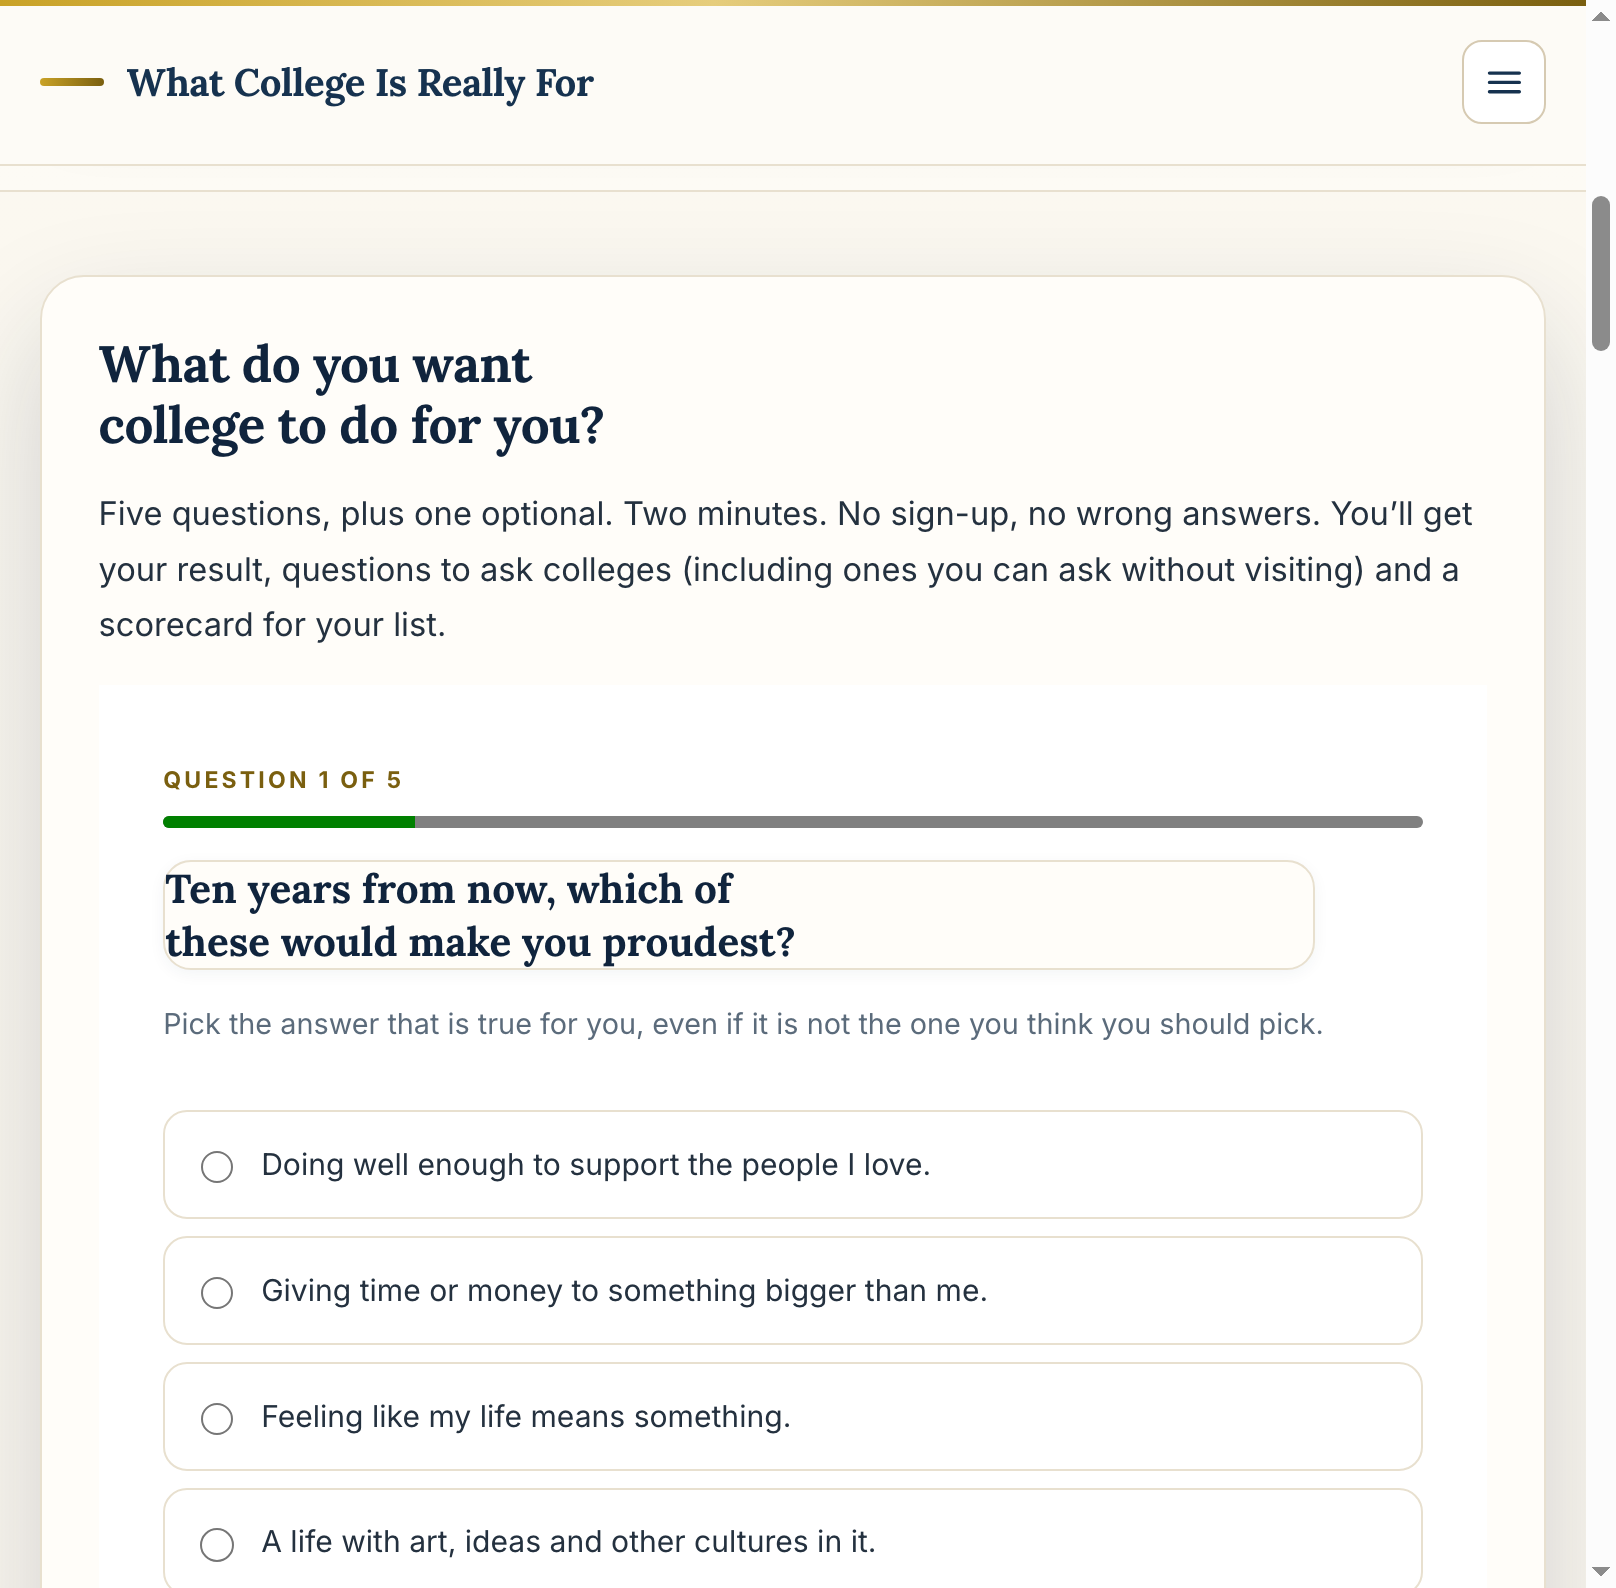 What College Is Really For
What do you want
college to do for you?
Five questions, plus one optional. Two minutes. No sign-up, no wrong answers. You’ll get
your result, questions to ask colleges (including ones you can ask without visiting) and a
scorecard for your list.
QUESTION 1 OF 5
Ten years from now, which of
these would make you proudest?
Pick the answer that is true for you, even if it is not the one you think you should pick.
Doing well enough to support the people I love.
Giving time or money to something bigger than me.
Feeling like my life means something.
A life with art, ideas and other cultures in it.